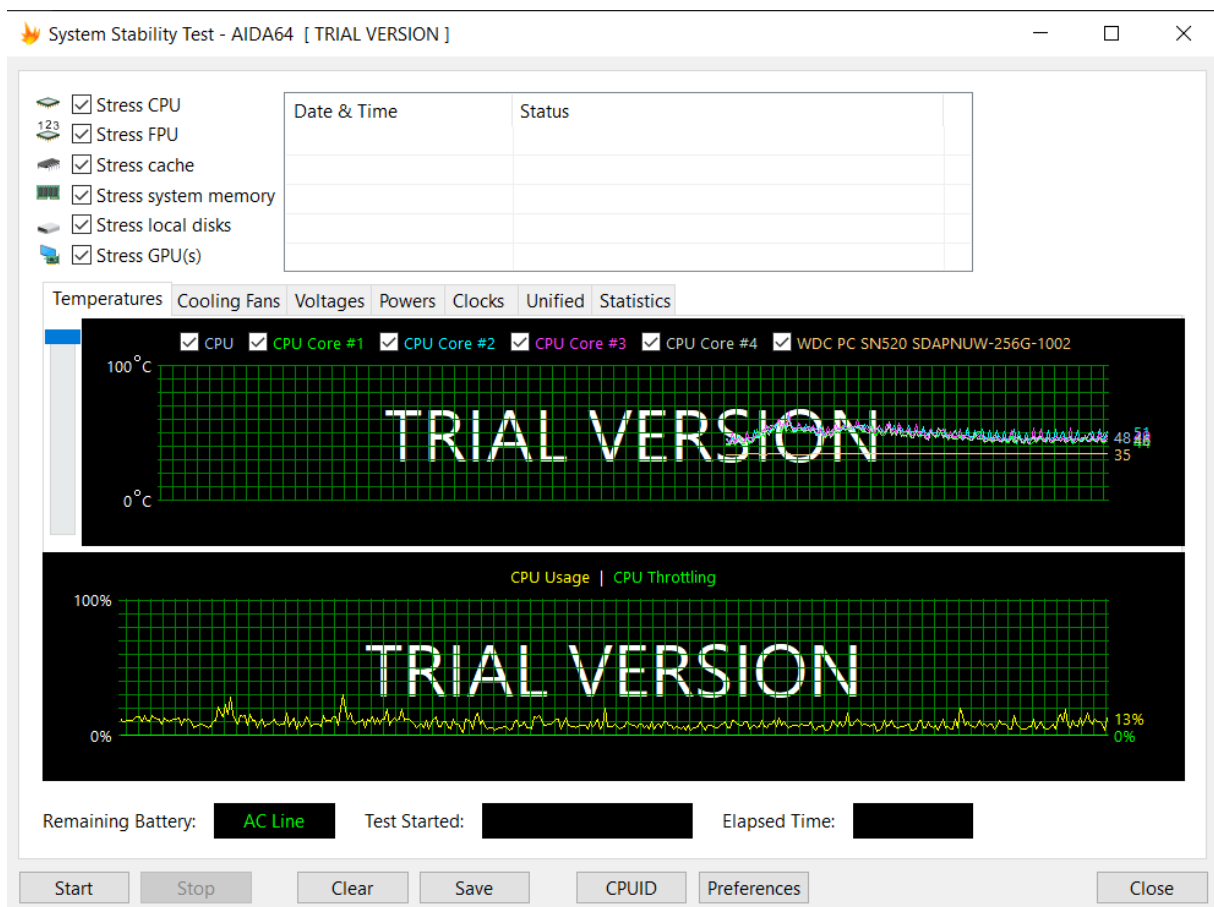 System Stability Test - AIDA64 [ TRIAL VERSION ]
Stress CPU
123
Stress FPU
Stress cache
Stress system memory
Stress local disks
Stress GPU(s)
Date & Time Status
Temperatures Cooling Fans Voltages Powers Clocks Unified Statistics
CPU CPU Core #1 CPU Core #2 CPU Core #3 CPU Core #4 WDC PC SN520 SDAPNUW-256G-1002
100°C
TRIAL VERSION
51
48
35
0°C
CPU Usage | CPU Throttling
100%
TRIAL VERSION
13%
0% 0%
Remaining Battery: AC Line Test Started: Elapsed Time:
Start Stop Clear Save CPUID Preferences Close